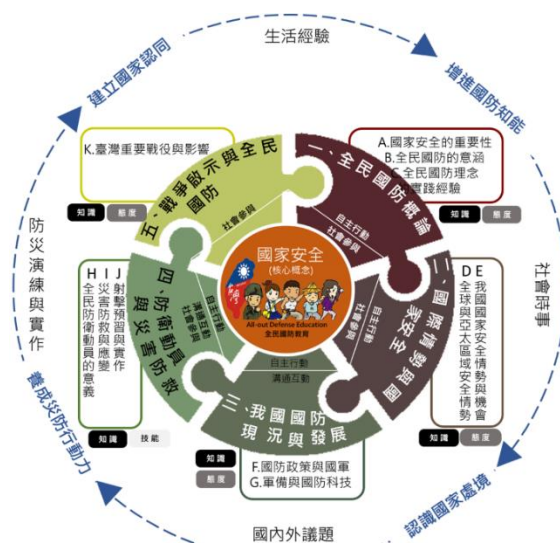 生活經驗
建立國家認同
增進國防知能
K.臺灣重要戰役與影響
知識
態度
五、戰爭啟示與全民
國防
社會參與
一、全民國防概論
自主行動
社會參與
A.國家安全的重要性
B.全民國防的意涵
C.全民國防理念
實踐經驗
知識
態度
防災演練與實作
社會時事
國家安全
(核心概念)
臺灣
All-out Defense Education
全民國防教育
H 全民防衛動員的意義
I 災害防救與應變
J 射擊預習與實作
知識
技能
四、防衛動員
與災害防救
自主行動
溝通互動
社會參與
二、國際情勢與國
家安全
自主行動
社會參與
D 全球與亞太區域安全情勢
E 我國國家安全情勢與機會
知識
態度
自主行動
溝通互動
三、我國國防
現況與發展
知識
態度
F.國防政策與國軍
G.軍備與國防科技
養成災防行動力
認識國家處境
國內外議題